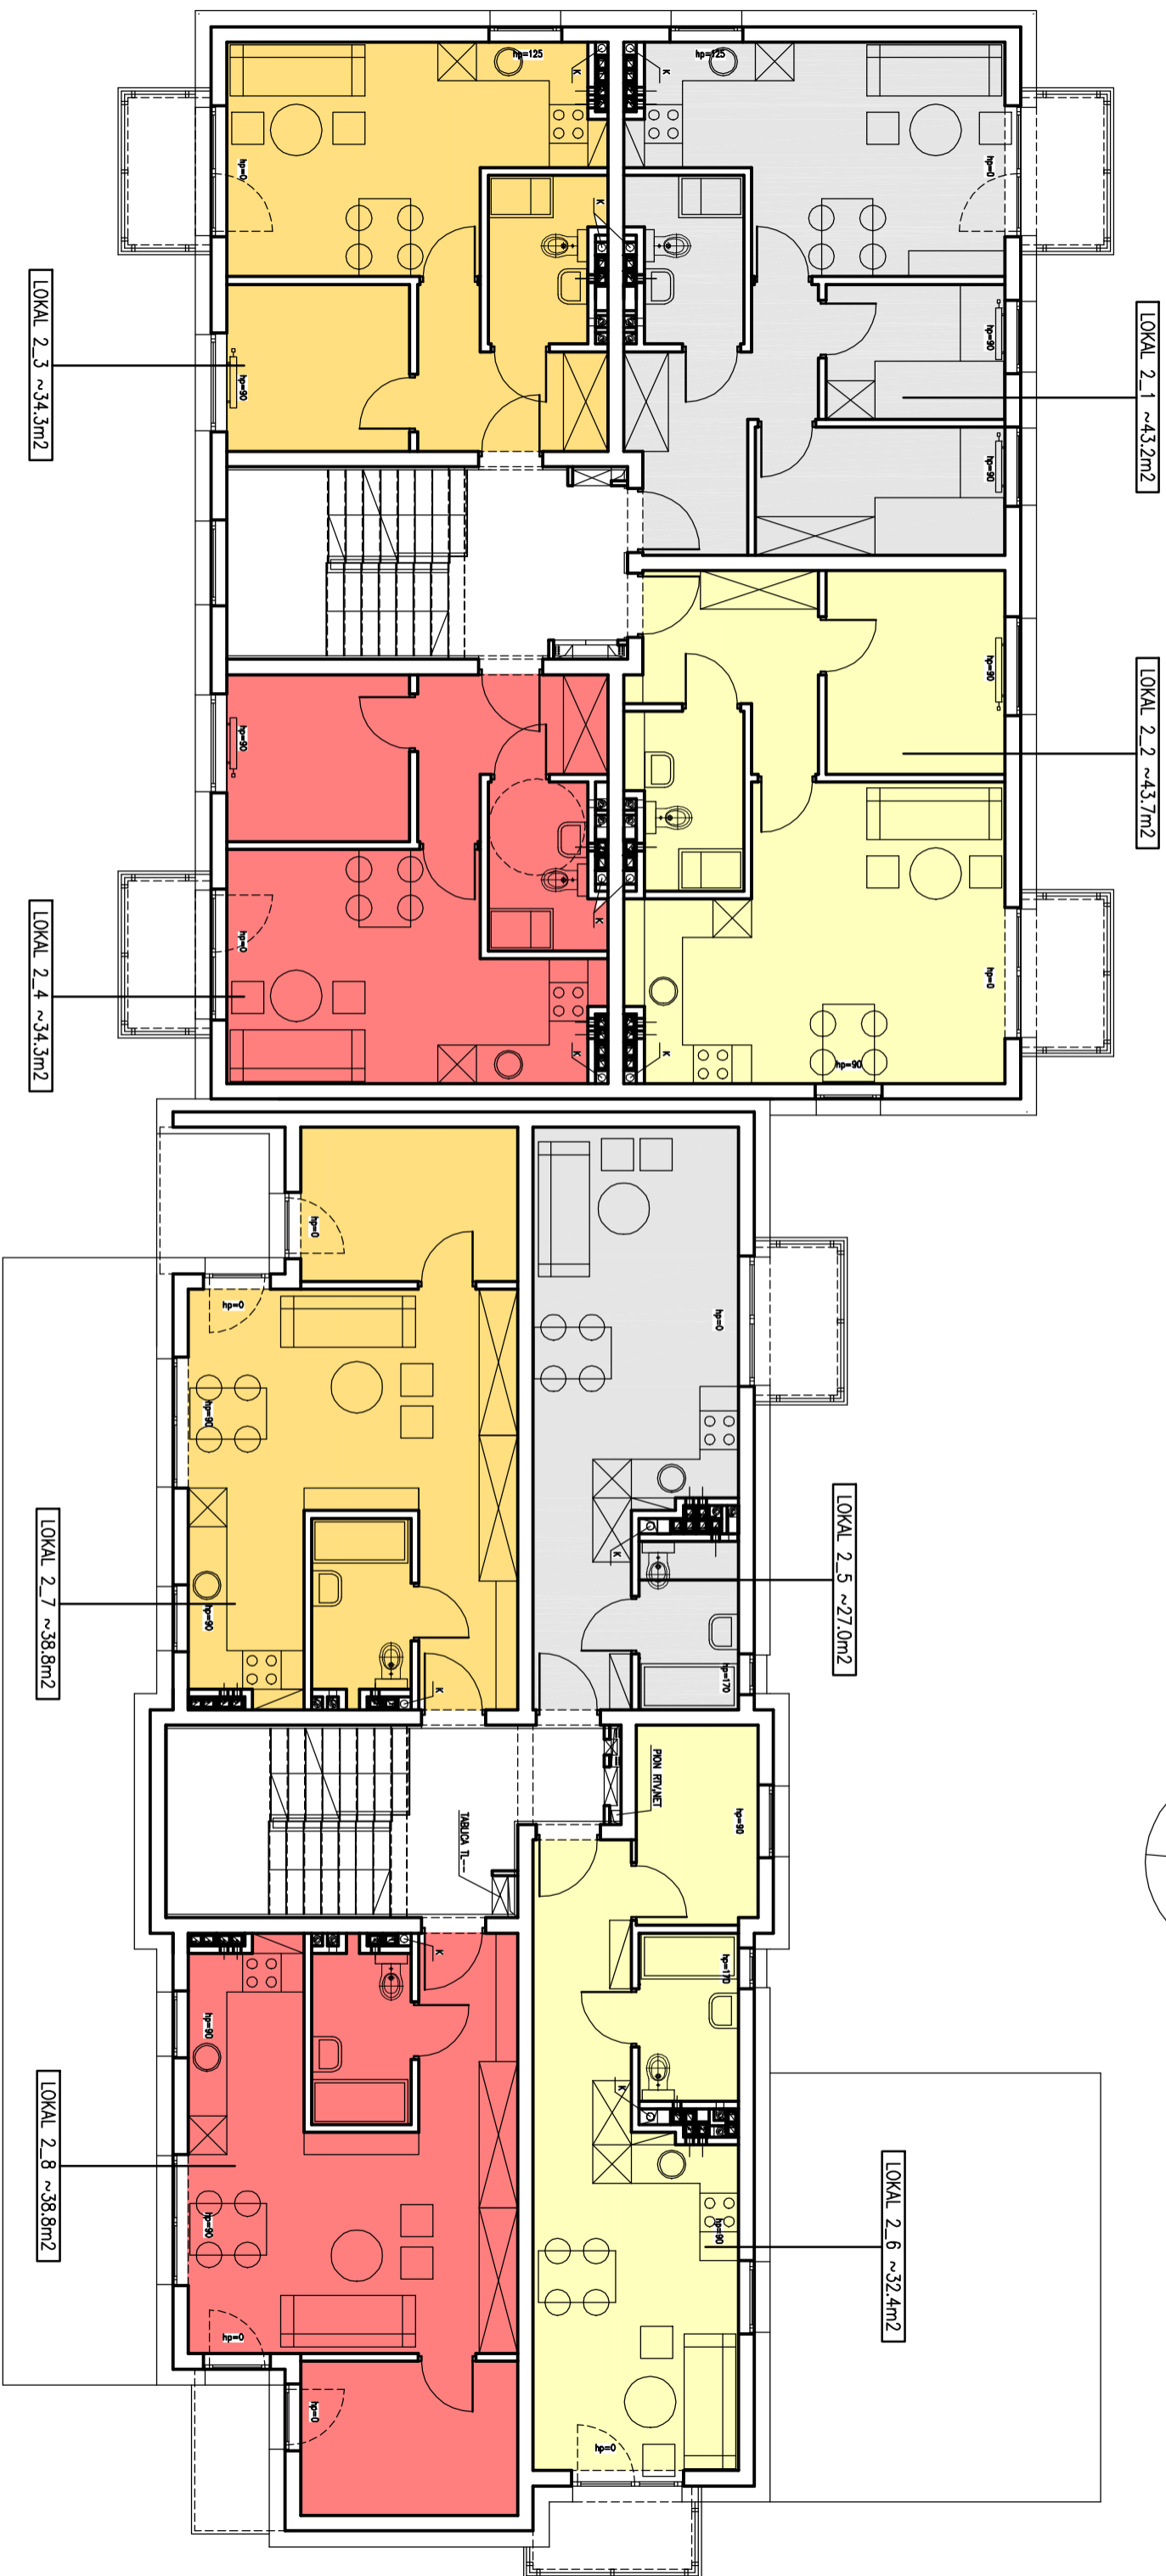 LOKAL 2_1 ~43.2m2
LOKAL 2_2 ~43.7m2
LOKAL 2_5 ~27.0m2
LOKAL 2_6 ~32.4m2
LOKAL 2_3 ~34.3m2
LOKAL 2_4 ~34.3m2
LOKAL 2_7 ~38.8m2
LOKAL 2_8 ~38.8m2
hp=125
K
hp=125
K
hp=0
hp=0
K
hp=90
hp=90
hp=90
hp=90
hp=90
K
hp=0
hp=0
hp=90
K
K
hp=0
hp=0
hp=0
hp=90
K
hp=90
hp=170
K
PION RTV,NET
hp=90
TABLICA TL
K
hp=170
hp=90
K
hp=90
hp=90
hp=0
hp=0
hp=0